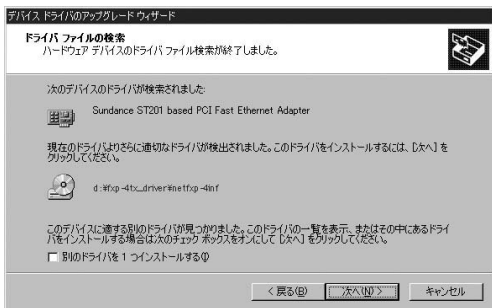 デバイス ドライバのアップグレード ウィザード
ドライバ ファイルの検索
ハードウェア デバイスのドライバ ファイル検索が終了しました。
次のデバイスのドライバが検索されました:
Sundance ST201 based PCI Fast Ethernet Adapter
現在のドライバよりさらに適切なドライバが検出されました。このドライバをインストールするには、[次へ] を
クリックしてください。
d:¥fxp-4tx_driver¥netfxp-4inf
このデバイスに適する別のドライバが見つかりました。このドライバの一覧を表示、またはその中にあるドライ
バをインストールする場合は次のチェック ボックスをオンにして [次へ] をクリックしてください。
別のドライバを 1 つインストールする(I)
< 戻る(B) 次へ(N) > キャンセル